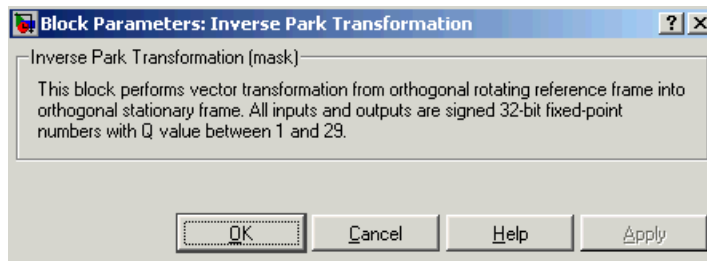 Block Parameters: Inverse Park Transformation
Inverse Park Transformation (mask)
This block performs vector transformation from orthogonal rotating reference frame into
orthogonal stationary frame. All inputs and outputs are signed 32-bit fixed-point
numbers with Q value between 1 and 29.
OK Cancel Help Apply